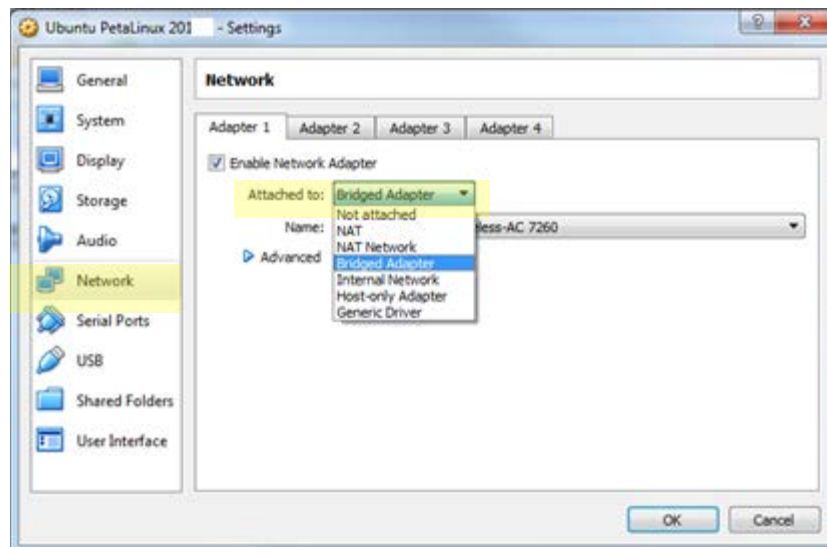 Ubuntu PetaLinux 201 - Settings
General
System
Display
Storage
Audio
Network
Serial Ports
USB
Shared Folders
User Interface
Network
Adapter 1 Adapter 2 Adapter 3 Adapter 4
Enable Network Adapter
Attached to: Bridged Adapter
Not attached
Name: NAT 7260
NAT Network
Advanced Bridged Adapter
Internal Network
Host-only Adapter
Generic Driver
OK Cancel